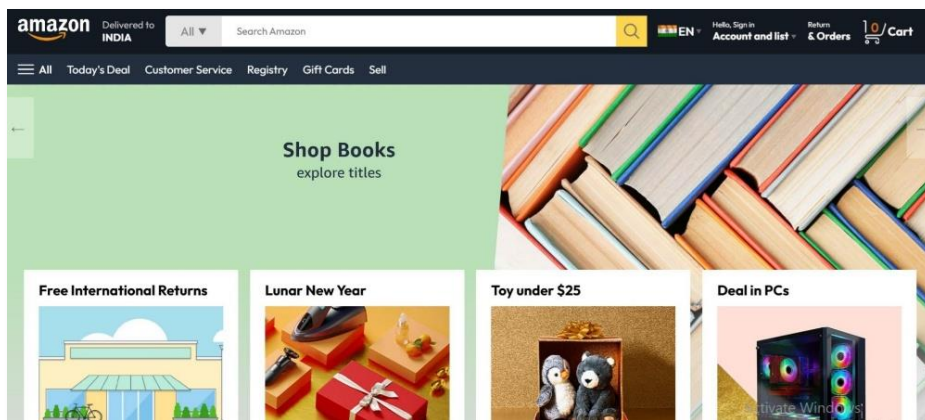 amazon
Delivered to
INDIA
All ▼
Search Amazon
EN
Hello, Sign in
Account and list
Return
& Orders
0/Cart
All Today's Deal Customer Service Registry Gift Cards Sell
←
Shop Books
explore titles
Free International Returns Lunar New Year Toy under $25 Deal in PCs
Activate Windows